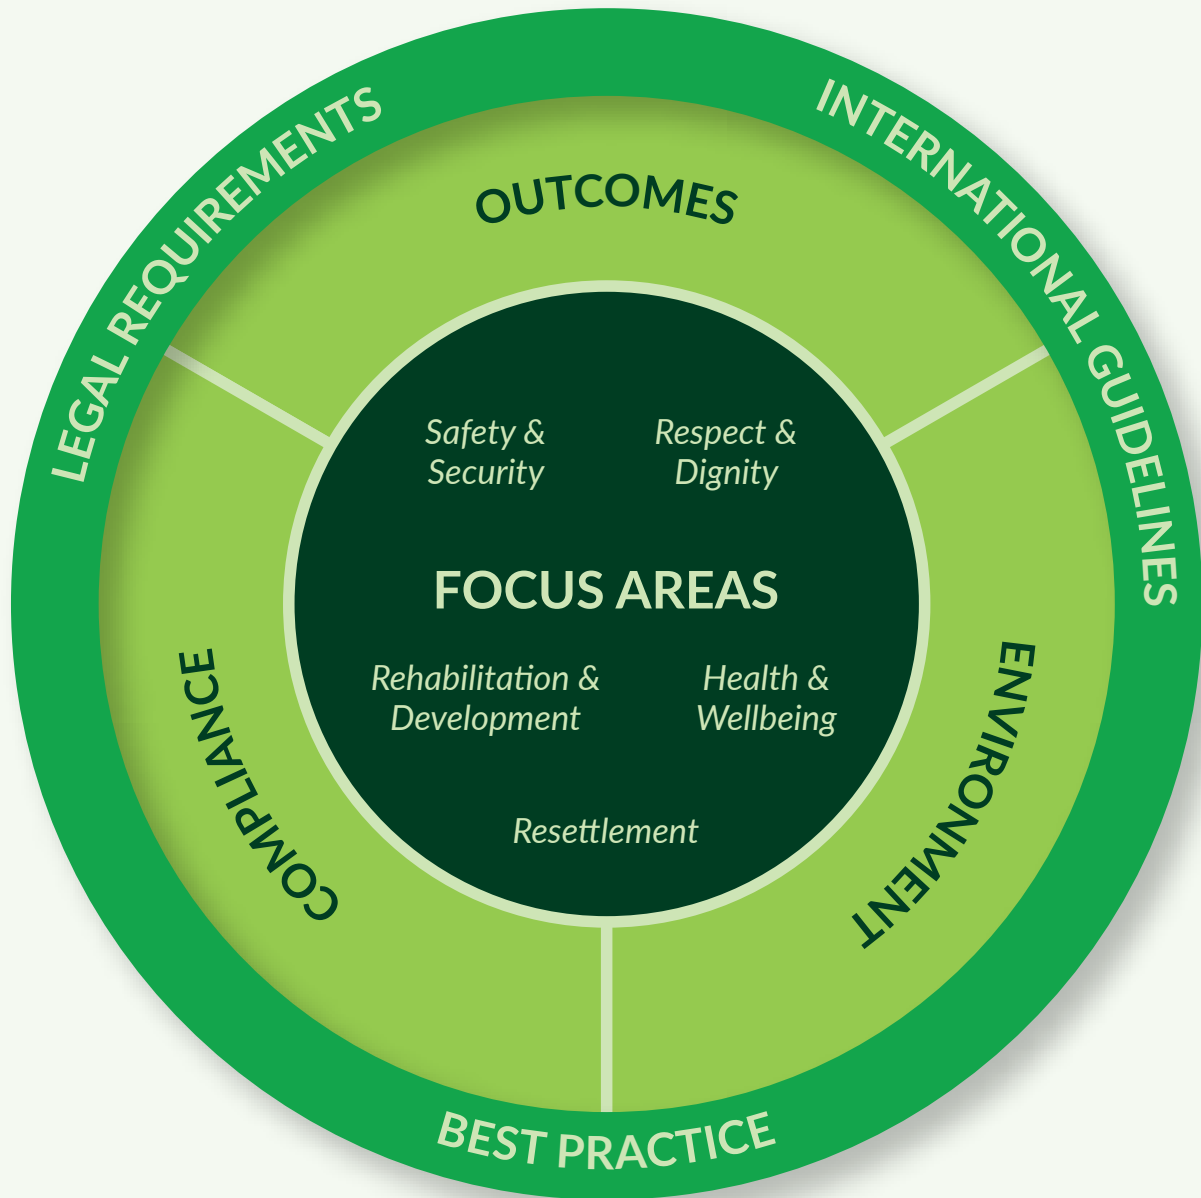 LEGAL REQUIREMENTS
INTERNATIONAL GUIDELINES
OUTCOMES
Safety &
Security
Respect &
Dignity
FOCUS AREAS
Rehabilitation &
Development
Health &
Wellbeing
Resettlement
COMPLIANCE
ENVIRONMENT
BEST PRACTICE